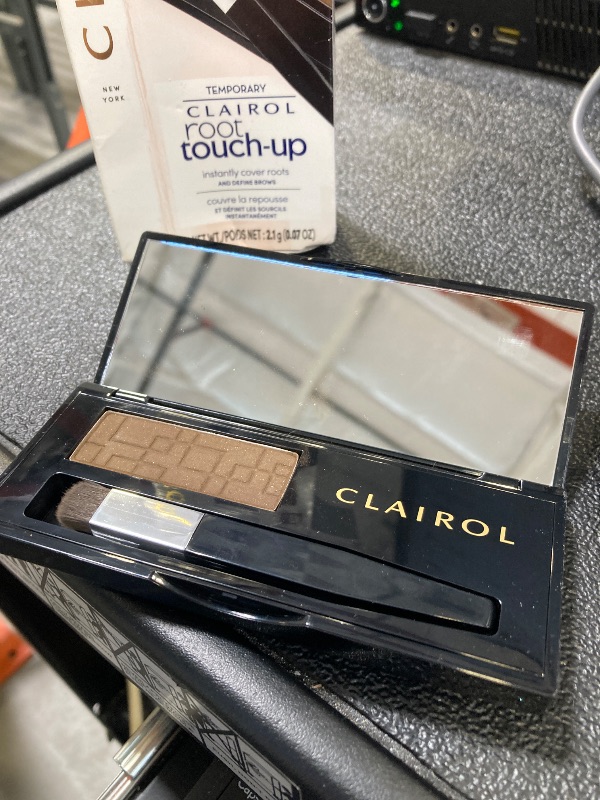 NEW
YORK
TEMPORARY
CLAIROL
root
touch-up
instantly cover roots
AND DEFINE BROWS
couvre la repousse
ET DÉFINIT LES SOURCILS
INSTANTANÉMENT
NET WT./POIDS NET : 2.1 g (0.07 OZ)
CLAIROL